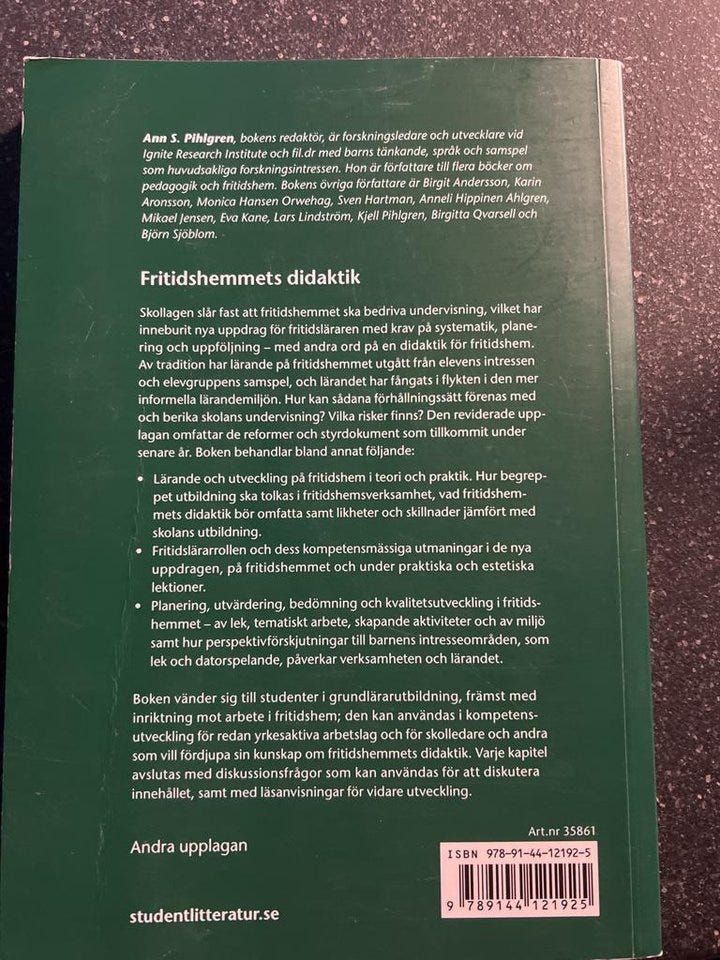 Ann S. Pihlgren, bokens redaktör, är forskningsledare och utvecklare vid
Ignite Research Institute och fil.dr med barns tänkande, språk och samspel
som huvudsakliga forskningsintressen. Hon är författare till flera böcker om
pedagogik och fritidshem. Bokens övriga författare är Birgit Andersson, Karin
Aronsson, Monica Hansen Orwehag, Sven Hartman, Anneli Hippinen Ahlgren,
Mikael Jensen, Eva Kane, Lars Lindström, Kjell Pihlgren, Birgitta Qvarsell och
Björn Sjöblom.
Fritidshemmets didaktik
Skollagen slår fast att fritidshemmet ska bedriva undervisning, vilket har
inneburit nya uppdrag för fritidsläraren med krav på systematik, plane-
ring och uppföljning – med andra ord på en didaktik för fritidshem.
Av tradition har lärande på fritidshemmet utgått från elevens intressen
och elevgruppens samspel, och lärandet har fångats i flykten i den mer
informella lärandemiljön. Hur kan sådana förhållningssätt förenas med
och berika skolans undervisning? Vilka risker finns? Den reviderade upp-
lagan omfattar de reformer och styrdokument som tillkommit under
senare år. Boken behandlar bland annat följande:
• Lärande och utveckling på fritidshem i teori och praktik. Hur begrep-
pet utbildning ska tolkas i fritidshemsverksamhet, vad fritidshem-
mets didaktik bör omfatta samt likheter och skillnader jämfört med
skolans utbildning.
• Fritidslärarrollen och dess kompetensmässiga utmaningar i de nya
uppdragen, på fritidshemmet och under praktiska och estetiska
lektioner.
• Planering, utvärdering, bedömning och kvalitetsutveckling i fritids-
hemmet – av lek, tematiskt arbete, skapande aktiviteter och av miljö
samt hur perspektivförskjutningar till barnens intresseområden, som
lek och datorspelande, påverkar verksamheten och lärandet.
Boken vänder sig till studenter i grundlärarutbildning, främst med
inriktning mot arbete i fritidshem; den kan användas i kompetens-
utveckling för redan yrkesaktiva arbetslag och för skolledare och andra
som vill fördjupa sin kunskap om fritidshemmets didaktik. Varje kapitel
avslutas med diskussionsfrågor som kan användas för att diskutera
innehållet, samt med läsanvisningar för vidare utveckling.
Andra upplagan
Art.nr 35861
ISBN 978-91-44-12192-5
9 789144 121925
studentlitteratur.se